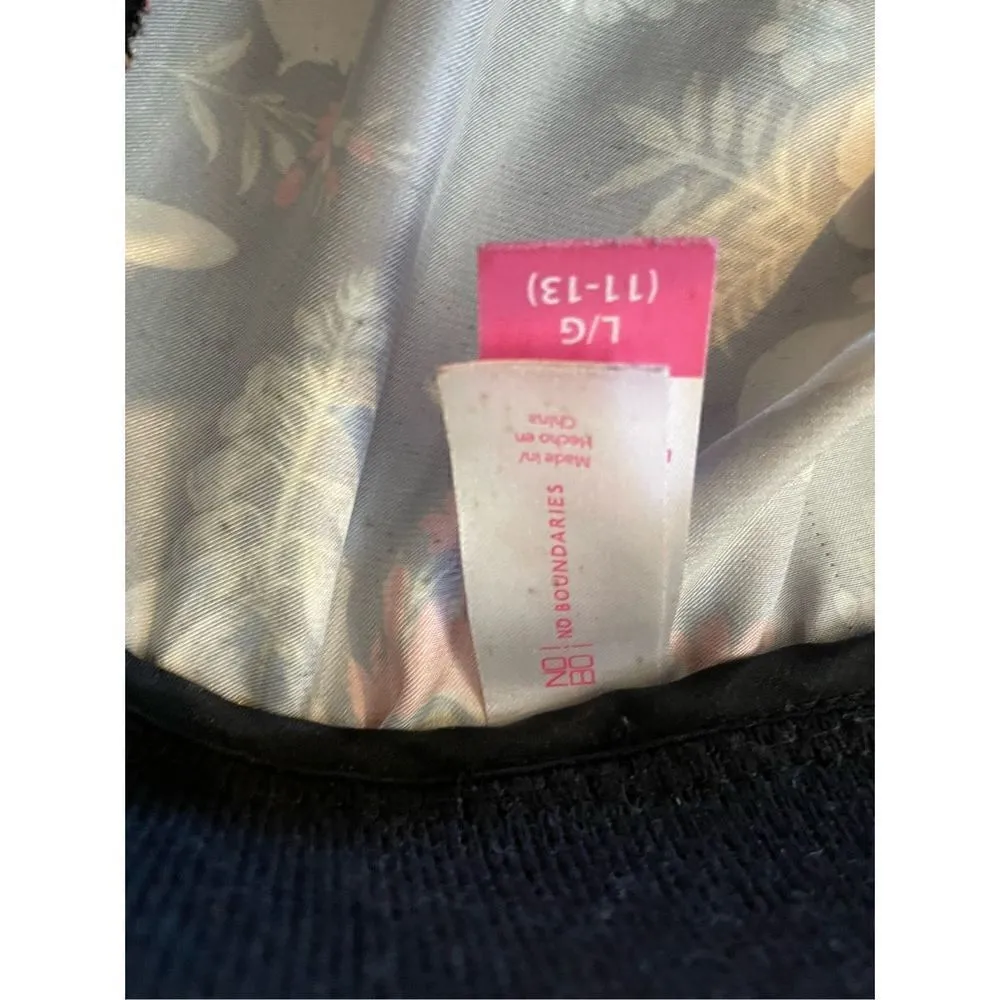 L/G
(11-13)
NO
BO
NO BOUNDARIES
Made in/
Hecho en
China